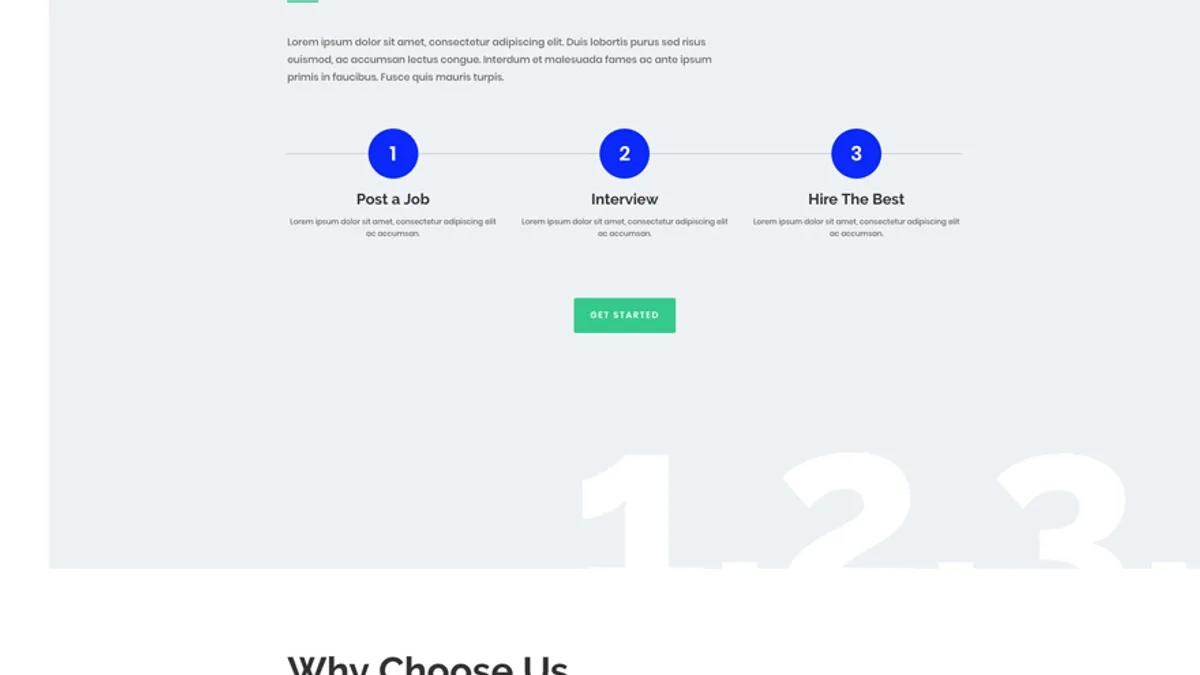 Lorem ipsum dolor sit amet, consectetur adipiscing elit. Duis lobortis purus sed risus
euismod, ac accumsan lectus congue. Interdum et malesuada fames ac ante ipsum
primis in faucibus. Fusce quis mauris turpis.
1
2
3
Post a Job
Interview
Hire The Best
Lorem ipsum dolor sit amet, consectetur adipiscing elit
ac accumsan.
Lorem ipsum dolor sit amet, consectetur adipiscing elit
ac accumsan.
Lorem ipsum dolor sit amet, consectetur adipiscing elit
ac accumsan.
GET STARTED
1.2.3.
Why Choose Us